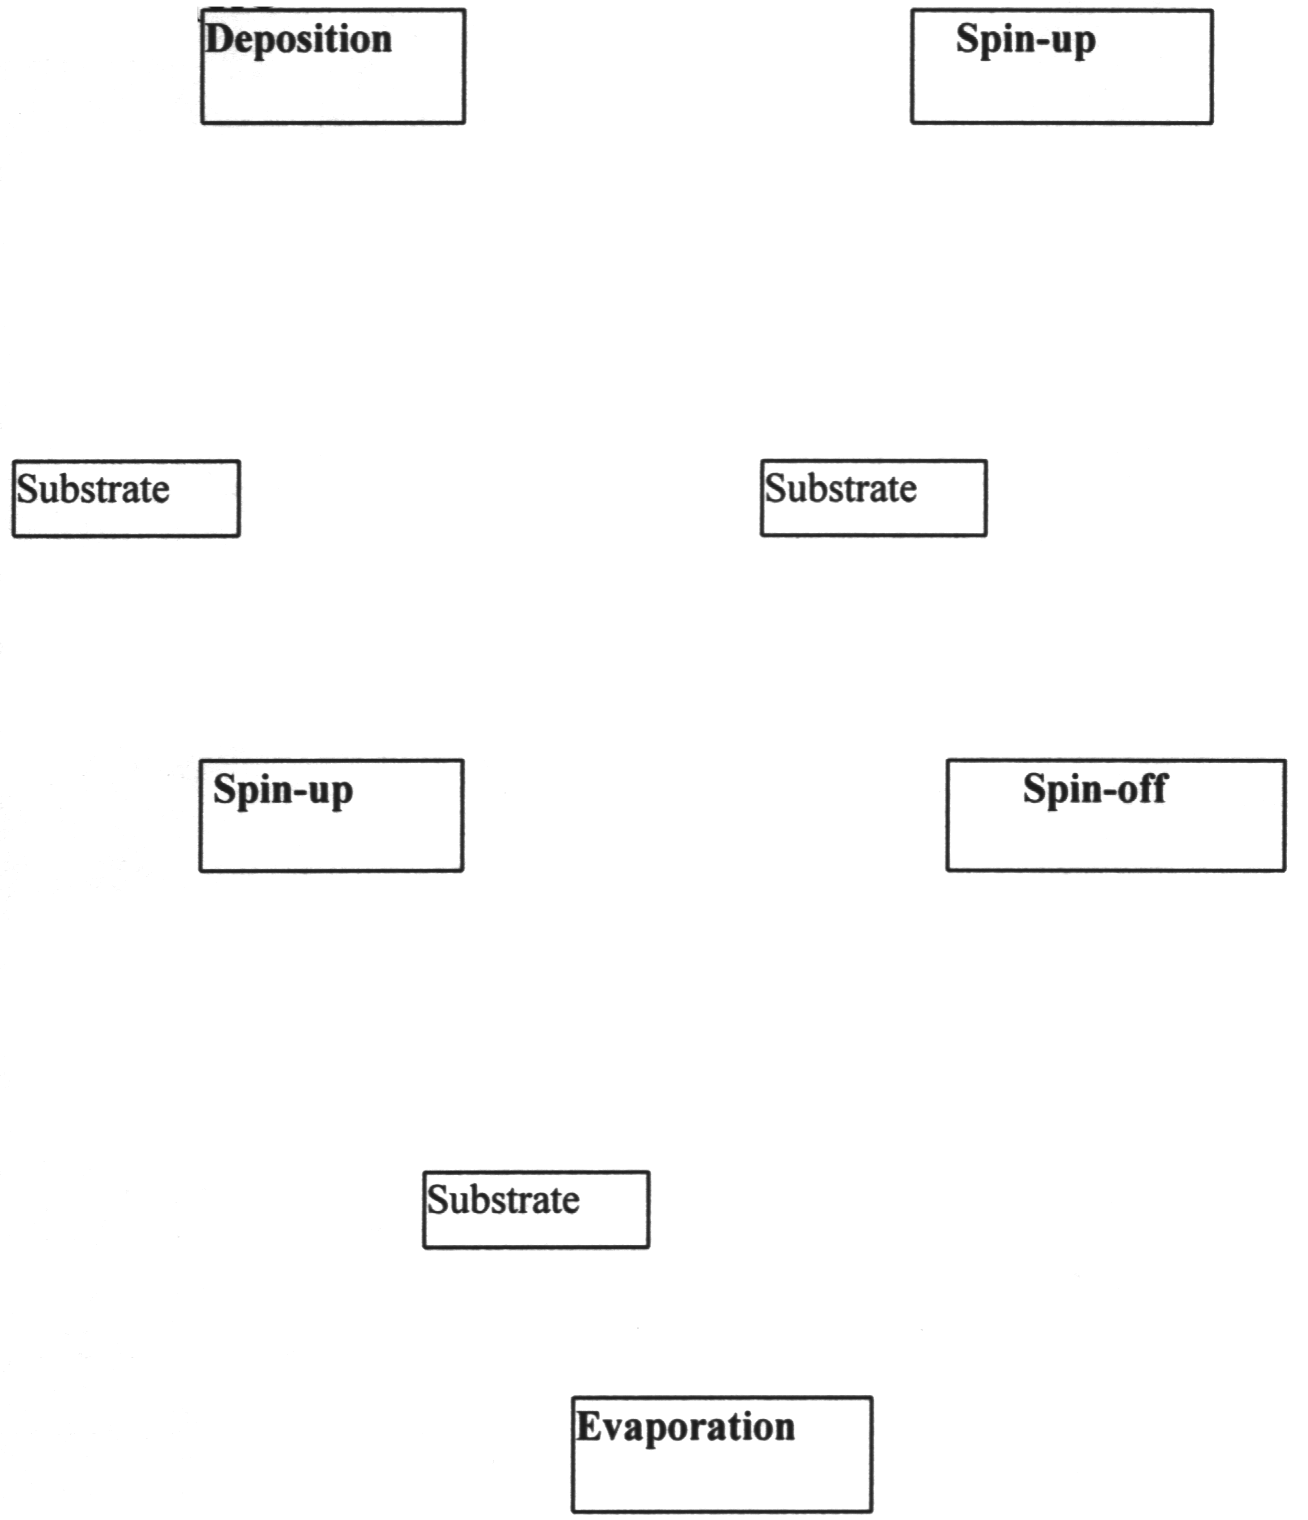 Deposition
Spin-up
Substrate
Substrate
Spin-up
Spin-off
Substrate
Evaporation